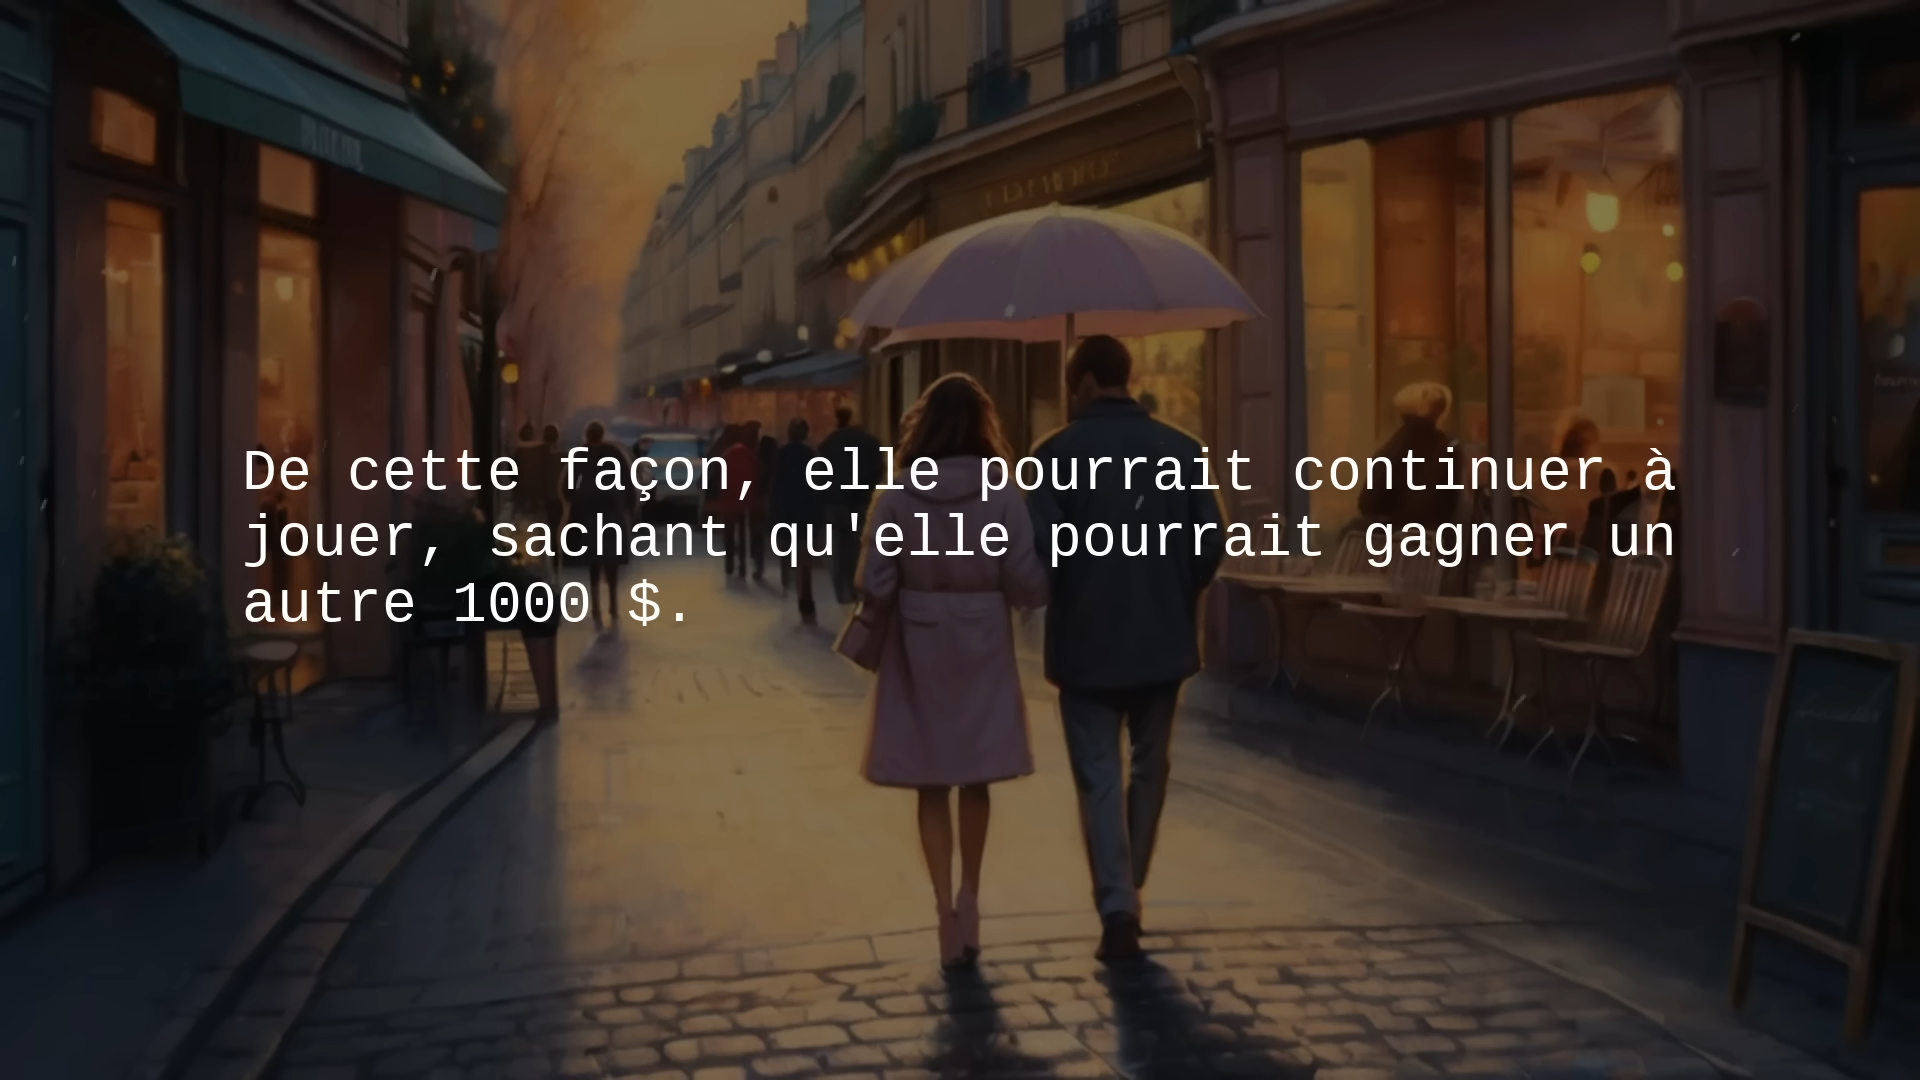 De cette façon, elle pourrait continuer à
jouer, sachant qu'elle pourrait gagner un
autre 1000 $.